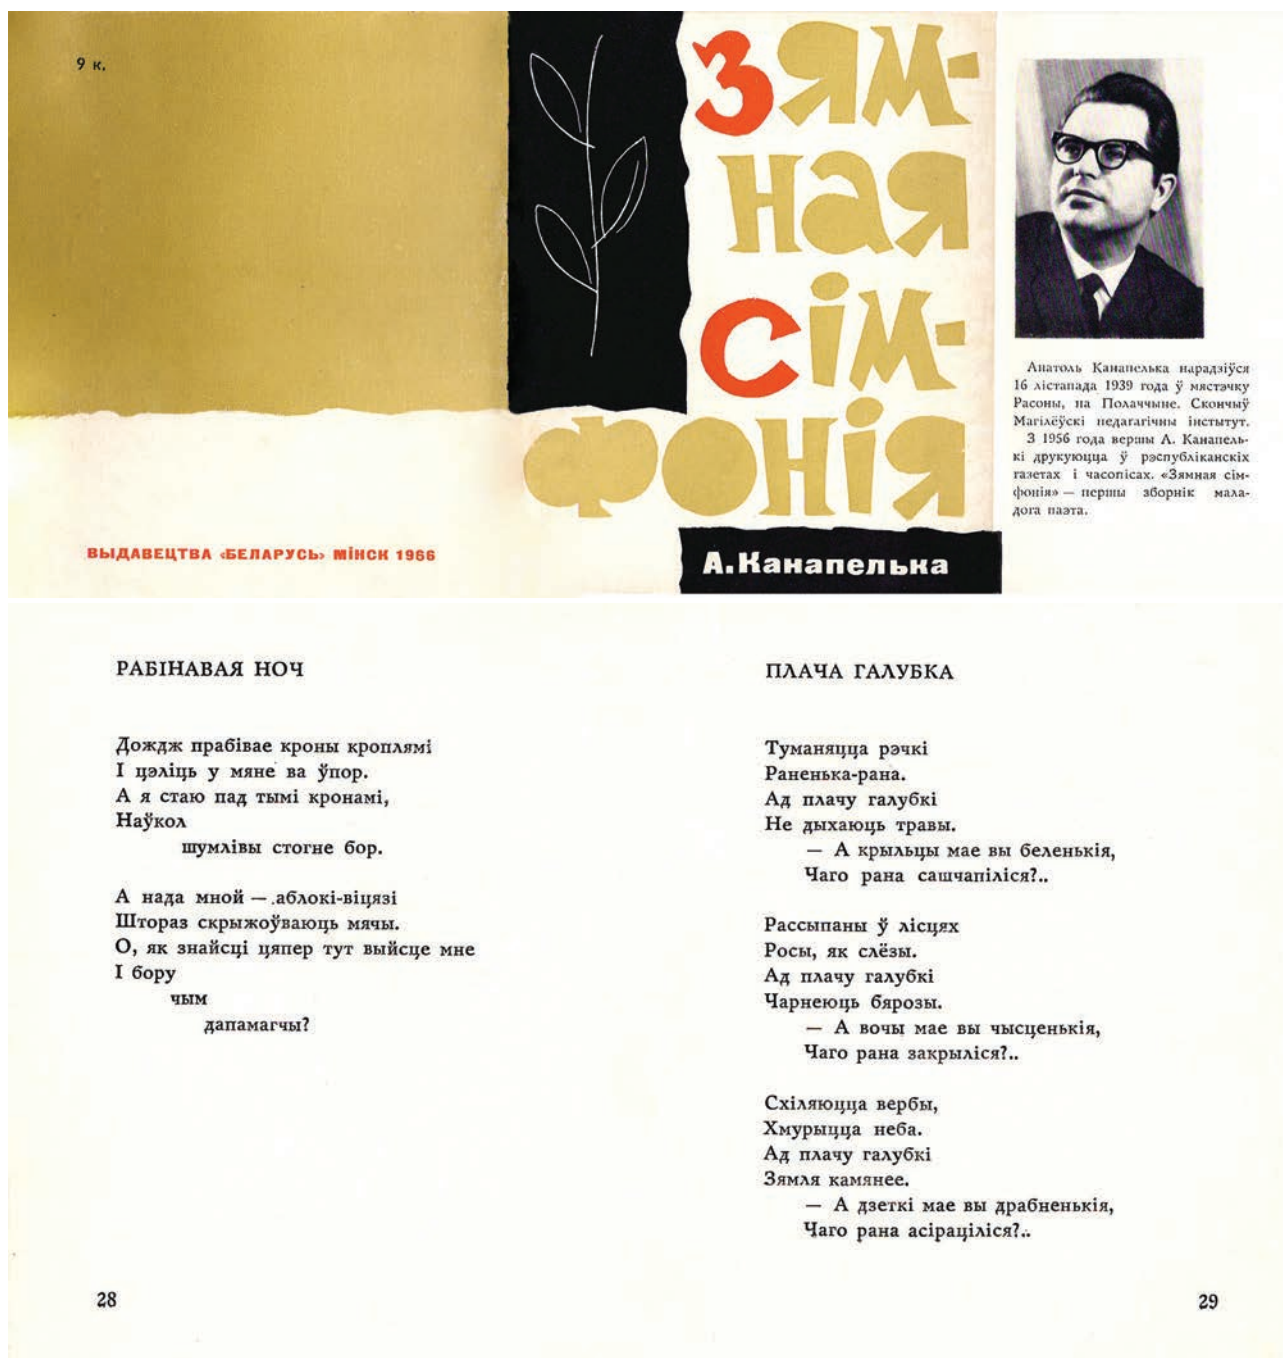 9 к.
ВЫДАВЕЦТВА «БЕЛАРУСЬ» МІНСК 1966
Зям-
ная
сім-
фонія
А. Канапелька
Анатоль Канапелька нарадзіўся
16 лістапада 1939 года ў мястэчку
Расоны, на Полаччыне. Скончыў
Магілёўскі педагагічны інстытут.
З 1956 года вершы А. Канапель-
кі друкуюцца ў рэспубліканскіх
газетах і часопісах. «Зямная сім-
фонія» — першы зборнік мала-
дога паэта.
РАБІНАВАЯ НОЧ
Дождж прабівае кроны кроплямі
І цэліць у мяне ва ўпор.
А я стаю пад тымі кронамі,
Наўкол
шумлівы стогне бор.
А нада мной — аблокі-віцязі
Штораз скрыжоўваюць мячы.
О, як знайсці цяпер тут выйсце мне
І бору
чым
дапамагчы?
28
ПЛАЧА ГАЛУБКА
Туманяцца рэчкі
Раненька-рана.
Ад плачу галубкі
Не дыхаюць травы.
— А крыльцы мае вы беленькія,
Чаго рана сашчапіліся?..
Рассыпаны ў лісцях
Росы, як слёзы.
Ад плачу галубкі
Чарнеюць бярозы.
— А вочы мае вы чысценькія,
Чаго рана закрыліся?..
Схіляюцца вербы,
Хмурыцца неба.
Ад плачу галубкі
Зямля камянее.
— А дзеткі мае вы драбненькія,
Чаго рана асіраціліся?..
29